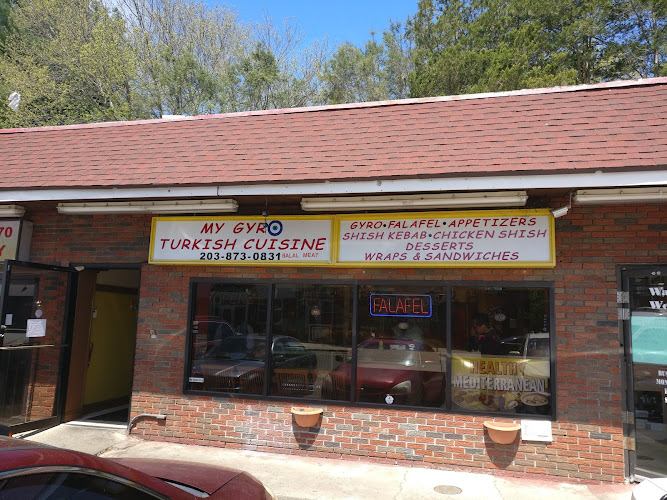 MY GYRO
TURKISH CUISINE
203-873-0831 HALAL MEAT
GYRO•FALAFEL•APPETIZERS
SHISH KEBAB•CHICKEN SHISH
DESSERTS
WRAPS & SANDWICHES
FALAFEL
HEALTHY
MEDITERRANEAN
70